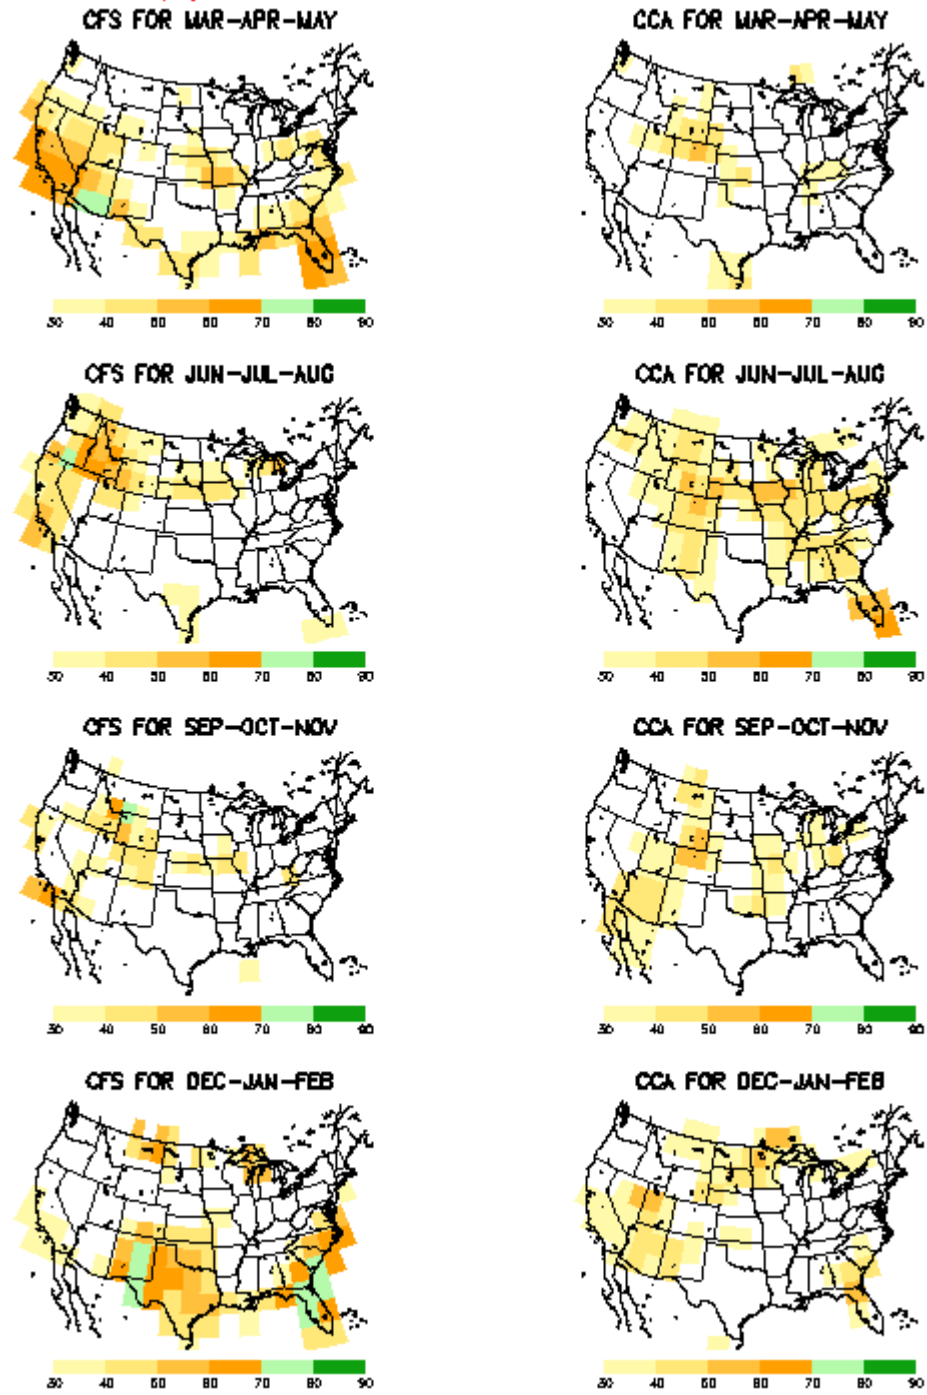 CFS FOR MAR-APR-MAY
CCA FOR MAR-APR-MAY
30 40 50 60 70 80 90
30 40 50 60 70 80 90
CFS FOR JUN-JUL-AUG
CCA FOR JUN-JUL-AUG
30 40 50 60 70 80 90
30 40 50 60 70 80 90
CFS FOR SEP-OCT-NOV
CCA FOR SEP-OCT-NOV
30 40 50 60 70 80 90
30 40 50 60 70 80 90
CFS FOR DEC-JAN-FEB
CCA FOR DEC-JAN-FEB
30 40 50 60 70 80 90
30 40 50 60 70 80 90